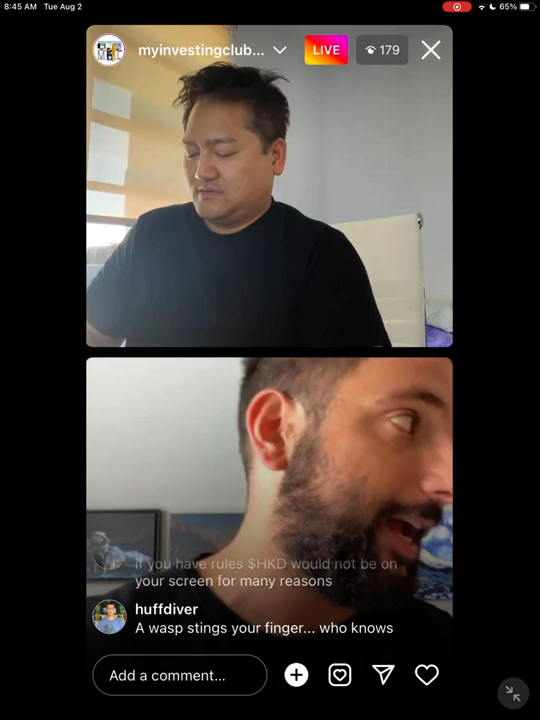 8:45 AM Tue Aug 2
65%
myinvestingclub...
LIVE
179
if you have rules $HKD would not be on
your screen for many reasons
huffdiver
A wasp stings your finger... who knows
Add a comment...